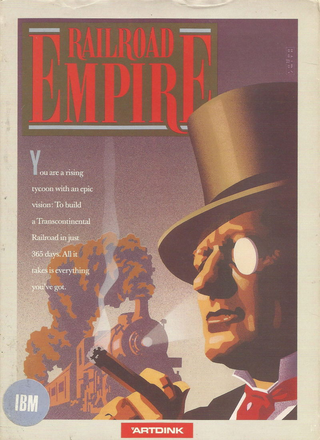 RAILROAD
EMPIRE
You are a rising
tycoon with an epic
vision: To build
a Transcontinental
Railroad in just
365 days. All it
takes is everything
you've got.
IBM
ARTDINK